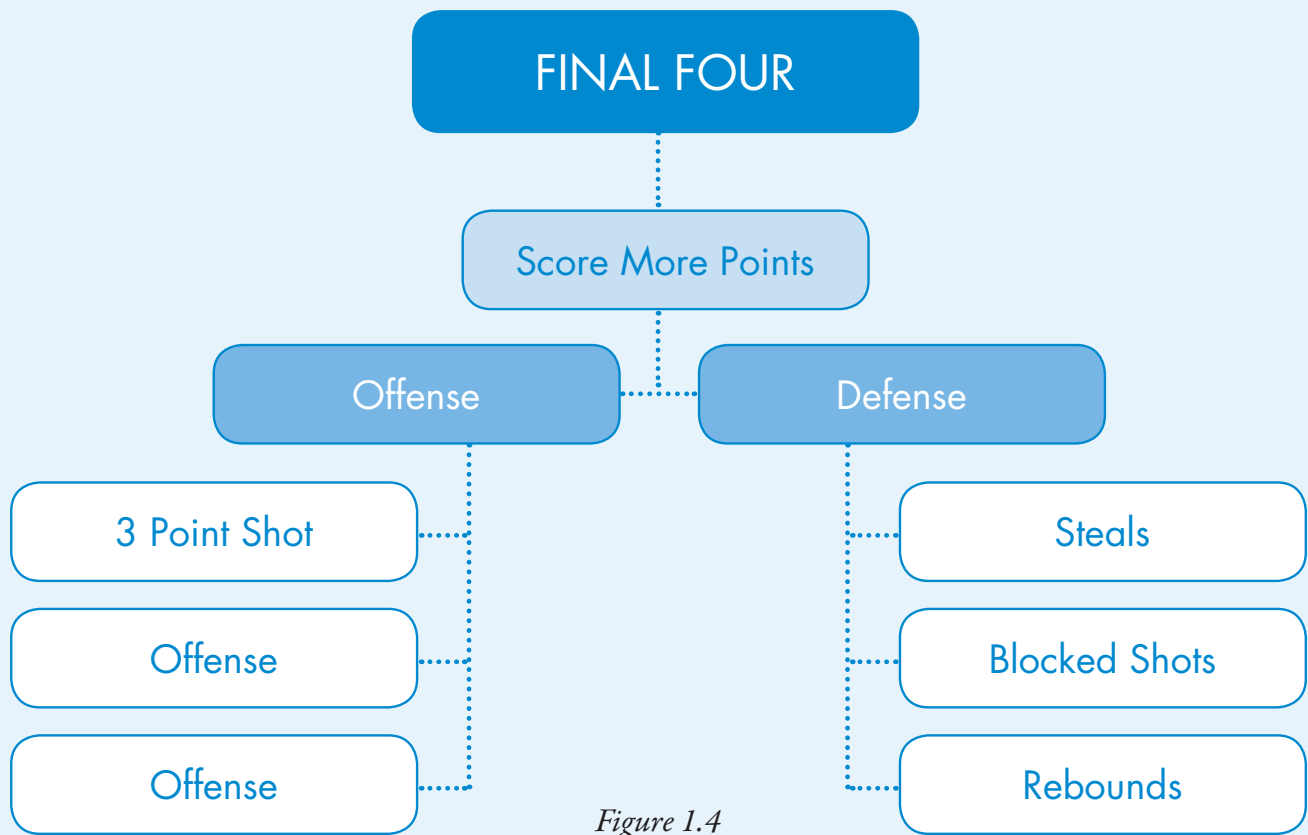 FINAL FOUR
Score More Points
Offense
Defense
3 Point Shot
Offense
Offense
Steals
Blocked Shots
Rebounds
Figure 1.4